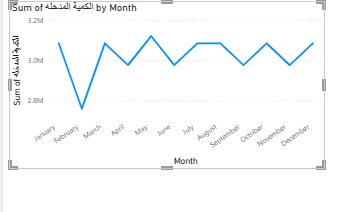 Sum of الكمية المدخله by Month
Sum of الكمية المدخله
3.2M
3.0M
2.8M
January
February
March
April
May
June
July
August
September
October
November
December
Month